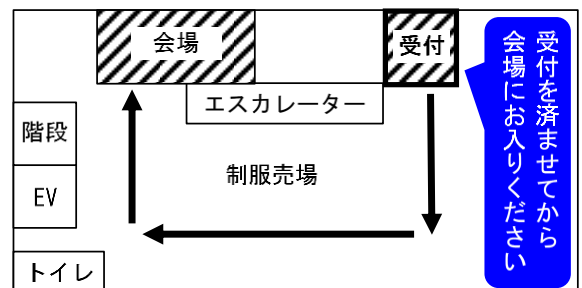 会場
受付
エスカレーター
階段
制服売場
EV
トイレ
受付を済ませてから
会場にお入りください